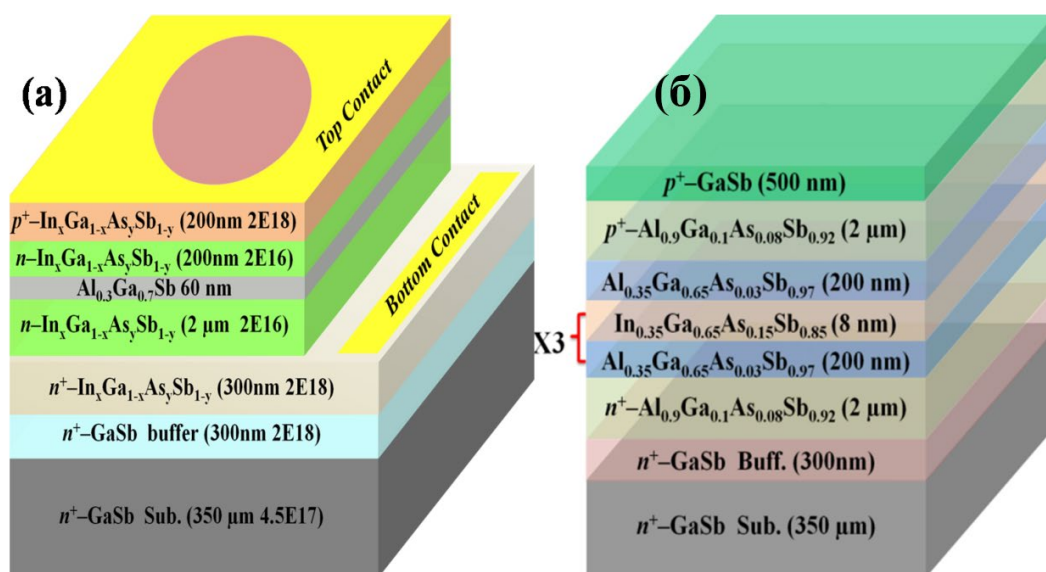 (а)
Top Contact
p⁺–InₓGa₁₋ₓAsᵧSb₁₋ᵧ (200nm 2E18)
n–InₓGa₁₋ₓAsᵧSb₁₋ᵧ (200nm 2E16)
Al₀.₃Ga₀.₇Sb 60 nm
n–InₓGa₁₋ₓAsᵧSb₁₋ᵧ (2 μm 2E16)
Bottom Contact
n⁺–InₓGa₁₋ₓAsᵧSb₁₋ᵧ (300nm 2E18)
n⁺–GaSb buffer (300nm 2E18)
n⁺–GaSb Sub. (350 μm 4.5E17)
(б)
p⁺–GaSb (500 nm)
p⁺–Al₀.₉Ga₀.₁As₀.₀₈Sb₀.₉₂ (2 μm)
Al₀.₃₅Ga₀.₆₅As₀.₀₃Sb₀.₉₇ (200 nm)
In₀.₃₅Ga₀.₆₅As₀.₁₅Sb₀.₈₅ (8 nm)
X3
Al₀.₃₅Ga₀.₆₅As₀.₀₃Sb₀.₉₇ (200 nm)
n⁺–Al₀.₉Ga₀.₁As₀.₀₈Sb₀.₉₂ (2 μm)
n⁺–GaSb Buff. (300nm)
n⁺–GaSb Sub. (350 μm)